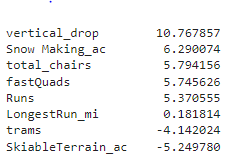 vertical_drop 10.767857
Snow Making_ac 6.290074
total_chairs 5.794156
fastQuads 5.745626
Runs 5.370555
LongestRun_mi 0.181814
trams -4.142024
SkiableTerrain_ac -5.249780